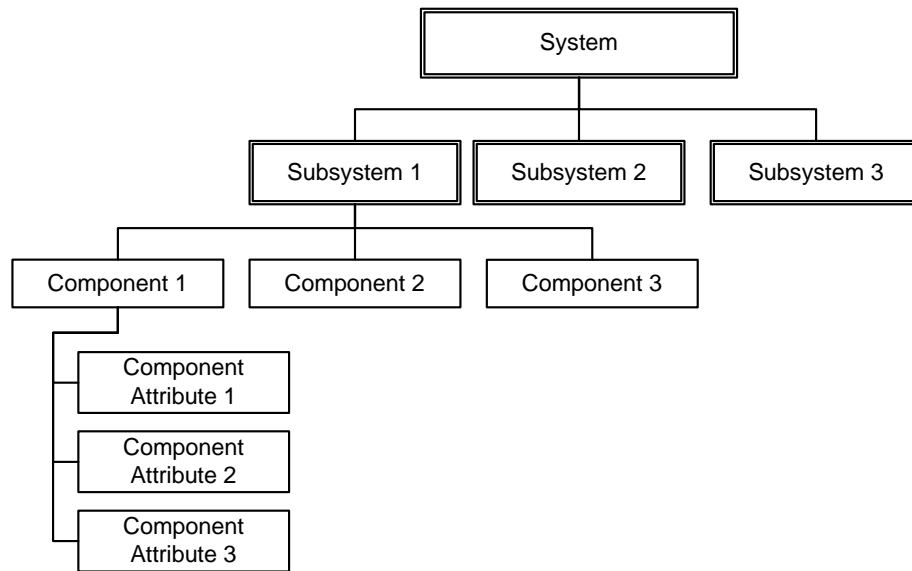 System
Subsystem 1
Subsystem 2
Subsystem 3
Component 1
Component 2
Component 3
Component
Attribute 1
Component
Attribute 2
Component
Attribute 3